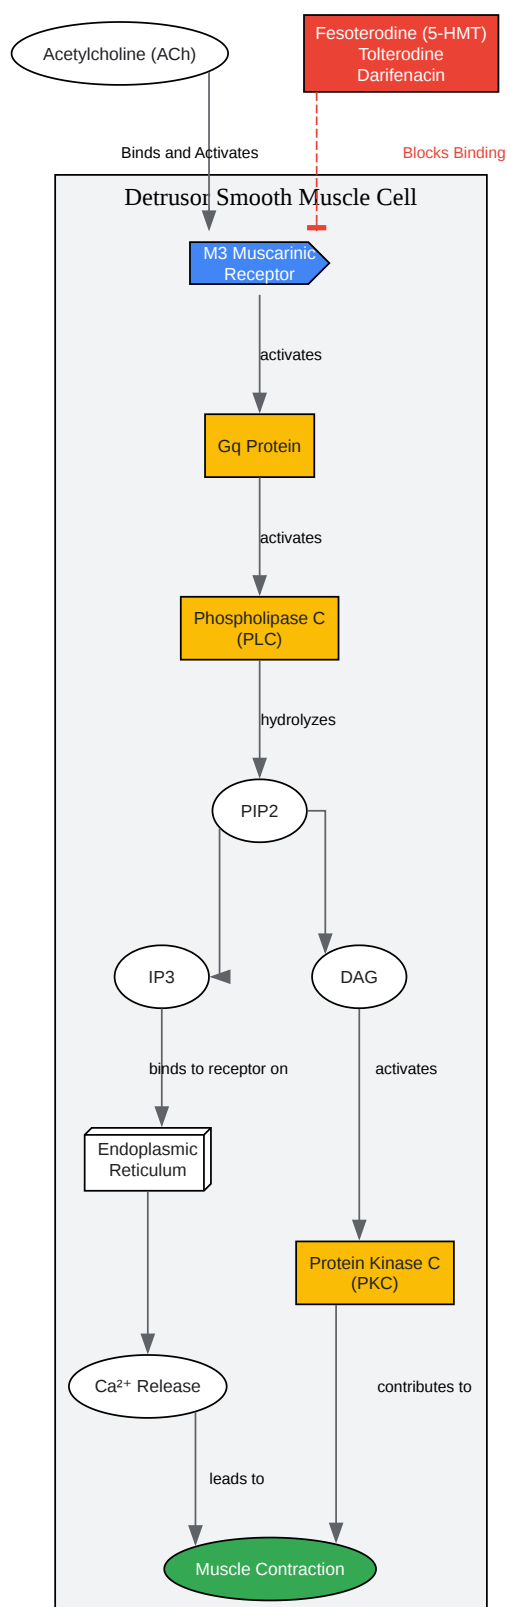 Acetylcholine (ACh)
Fesoterodine (5-HMT)
Tolterodine
Darifenacin
Binds and Activates
Blocks Binding
Detrusor Smooth Muscle Cell
M3 Muscarinic
Receptor
activates
Gq Protein
activates
Phospholipase C
(PLC)
hydrolyzes
PIP2
IP3
DAG
binds to receptor on
activates
Endoplasmic
Reticulum
Protein Kinase C
(PKC)
Ca²⁺ Release
contributes to
leads to
Muscle Contraction